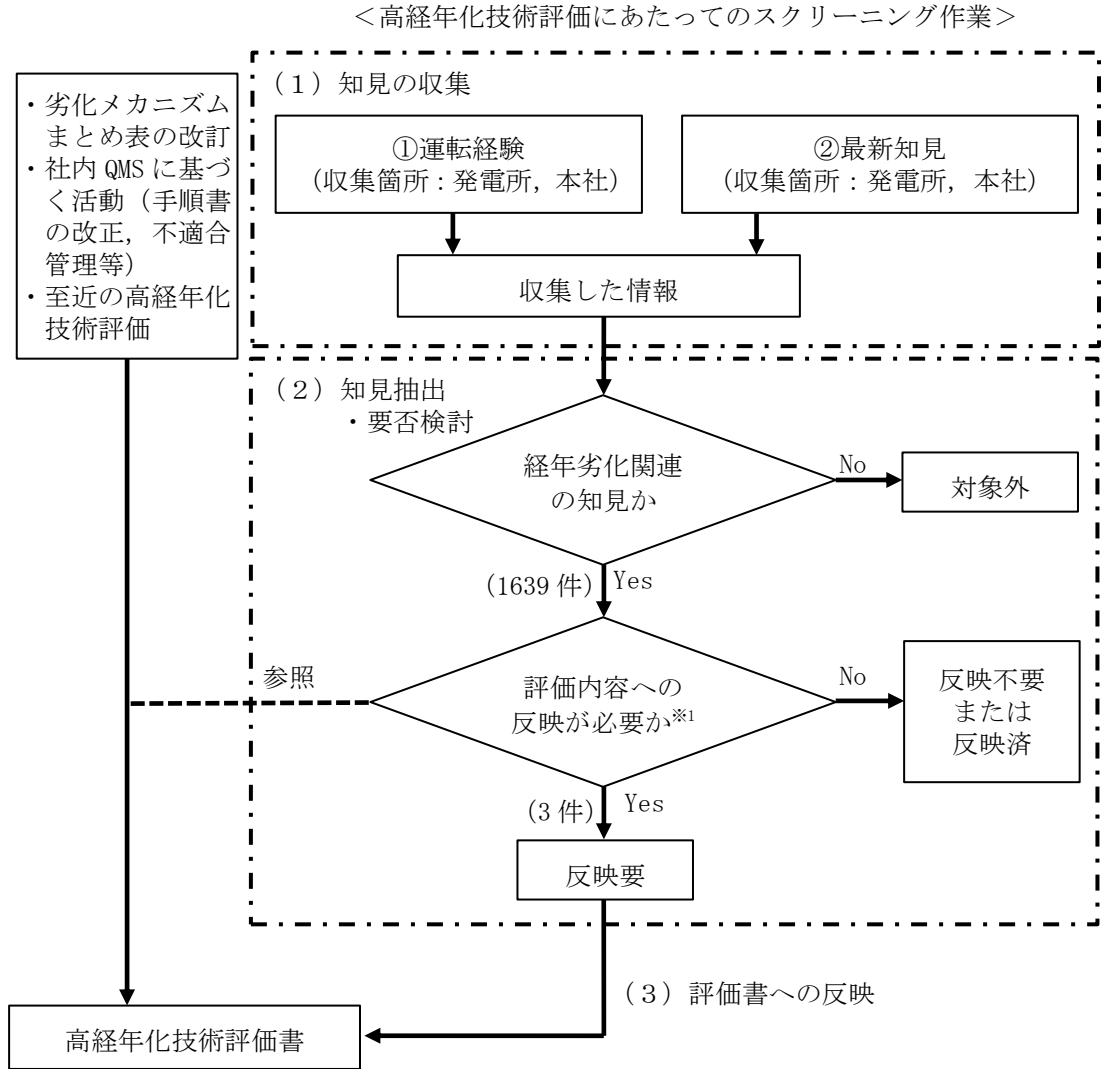 ＜高経年化技術評価にあたってのスクリーニング作業＞
・劣化メカニズム
まとめ表の改訂
・社内 QMS に基づ
く活動（手順書
の改正，不適合
管理等）
・至近の高経年化
技術評価
（１）知見の収集
①運転経験
（収集箇所：発電所，本社）
②最新知見
（収集箇所：発電所，本社）
収集した情報
（２）知見抽出
・要否検討
経年劣化関連
の知見か
No
対象外
(1639 件)
Yes
参照
評価内容への
反映が必要か※1
No
反映不要
または
反映済
(3 件)
Yes
反映要
（３）評価書への反映
高経年化技術評価書